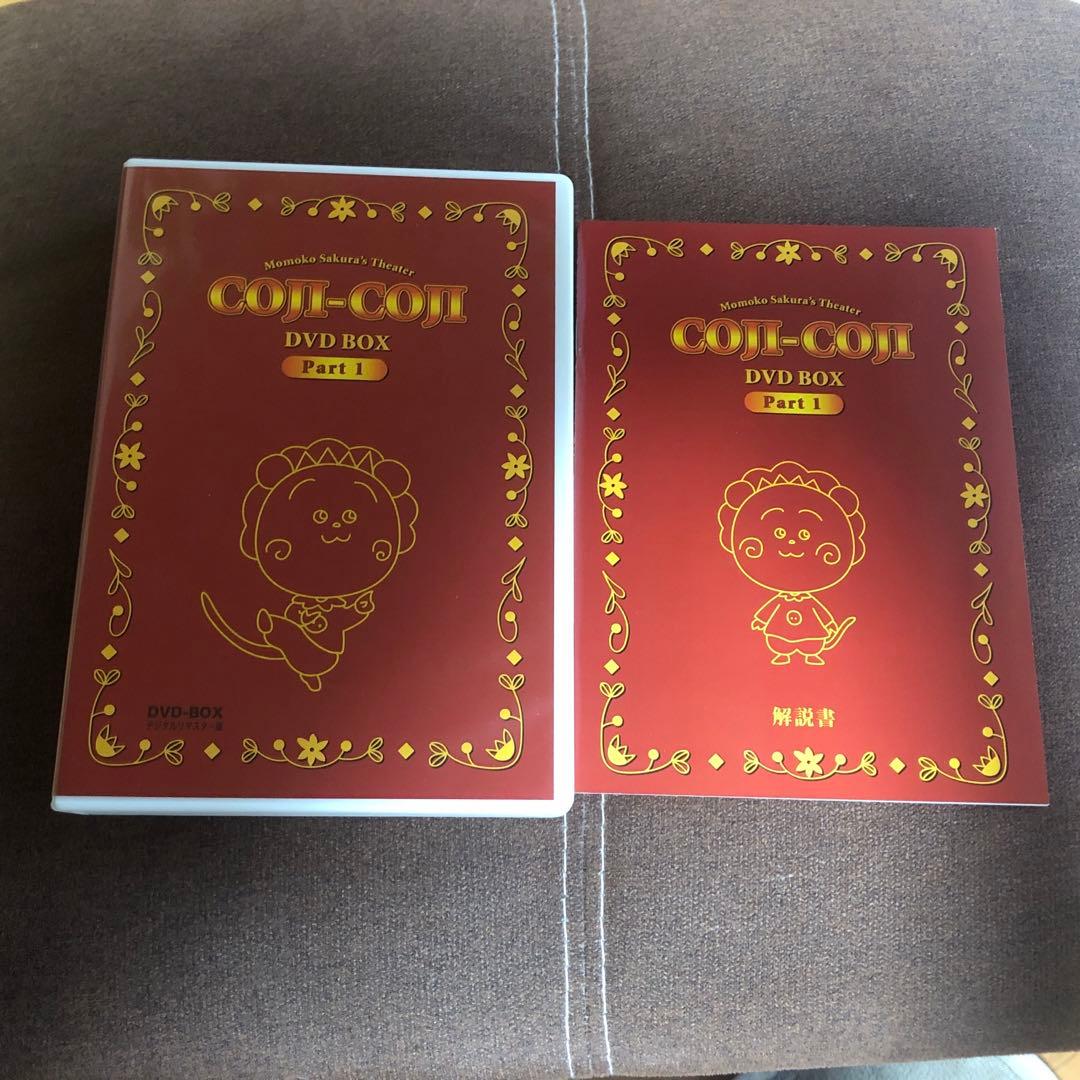 Momoko Sakura's Theater
COJI-COJI
DVD BOX
Part 1
DVD-BOX
デジタルリマスター版
Momoko Sakura's Theater
COJI-COJI
DVD BOX
Part 1
解説書